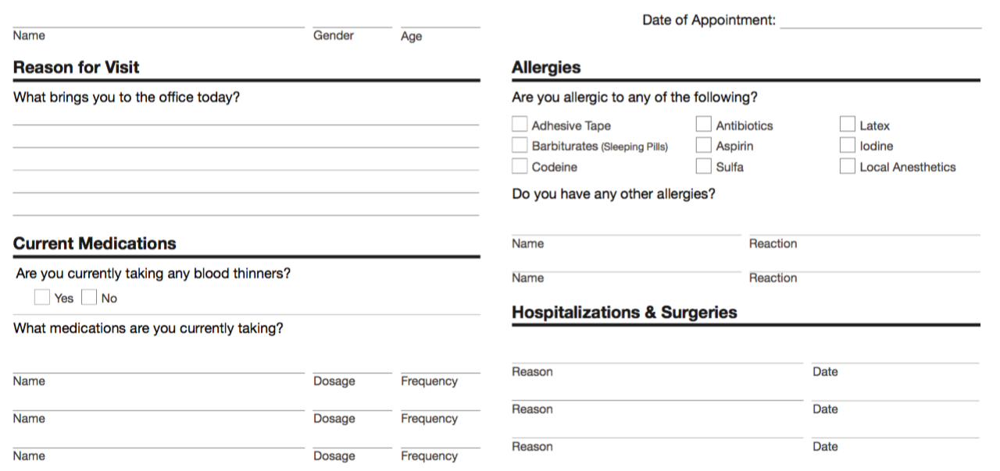 Date of Appointment:
Name Gender Age
Reason for Visit
What brings you to the office today?
Current Medications
Are you currently taking any blood thinners?
Yes No
What medications are you currently taking?
Name Dosage Frequency
Name Dosage Frequency
Name Dosage Frequency
Allergies
Are you allergic to any of the following?
Adhesive Tape Antibiotics Latex
Barbiturates (Sleeping Pills) Aspirin Iodine
Codeine Sulfa Local Anesthetics
Do you have any other allergies?
Name Reaction
Name Reaction
Hospitalizations & Surgeries
Reason Date
Reason Date
Reason Date